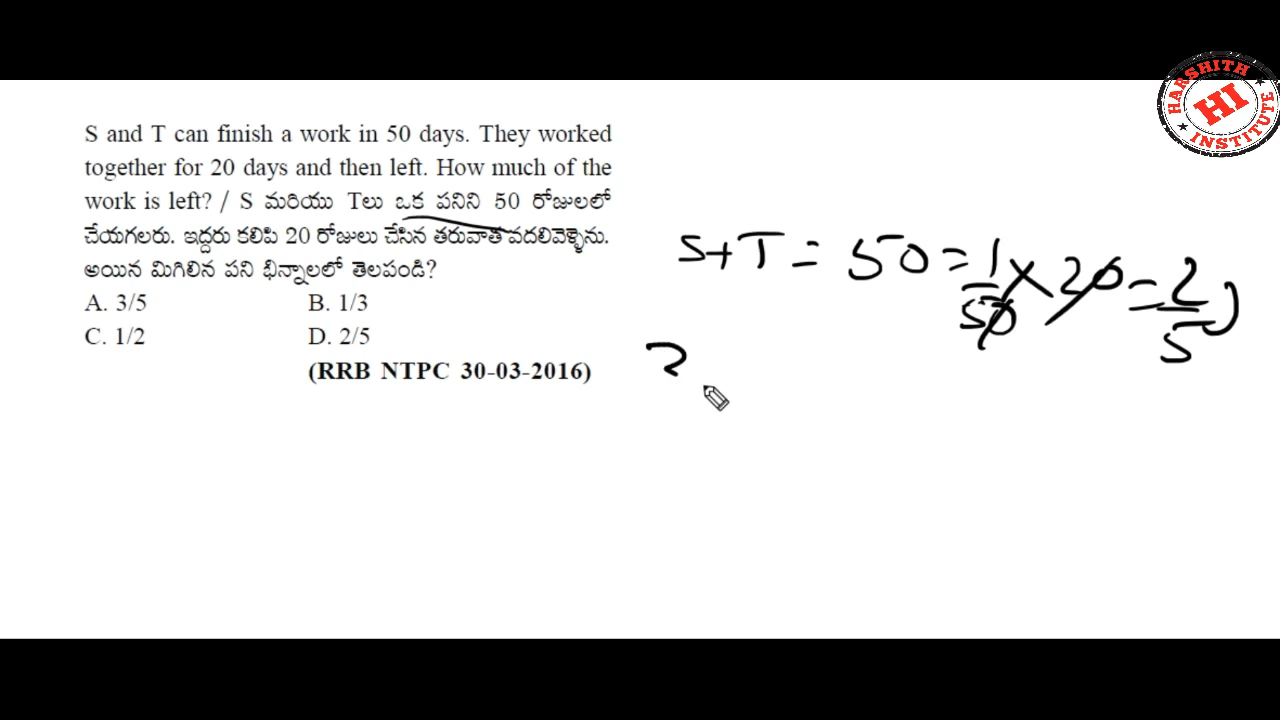 HARSHITH
HI
INSTITUTE
S and T can finish a work in 50 days. They worked
together for 20 days and then left. How much of the
work is left? / S మరియు Tలు ఒక పనిని 50 రోజులలో
చేయగలరు. ఇద్దరు కలిపి 20 రోజులు చేసిన తరువాత వదలివెళ్ళెను.
అయిన మిగిలిన పని భిన్నాలలో తెలపండి?
A. 3/5 B. 1/3
C. 1/2 D. 2/5
(RRB NTPC 30-03-2016)
S+T = 50 = 1/50 × 20 = 2/5